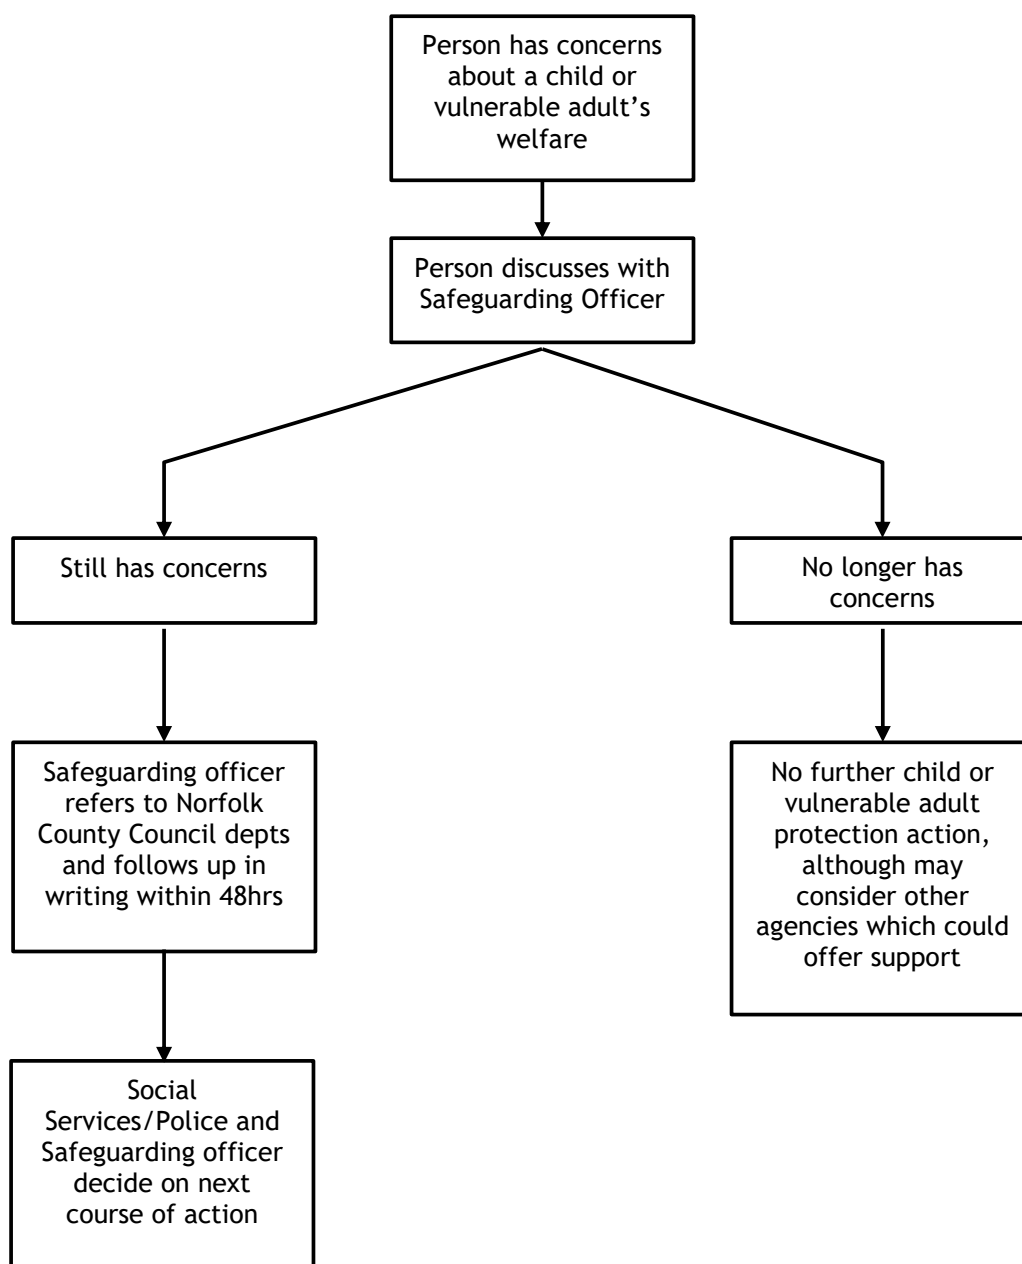 Person has concerns
about a child or
vulnerable adult’s
welfare
Person discusses with
Safeguarding Officer
Still has concerns
No longer has
concerns
Safeguarding officer
refers to Norfolk
County Council depts
and follows up in
writing within 48hrs
No further child or
vulnerable adult
protection action,
although may
consider other
agencies which could
offer support
Social
Services/Police and
Safeguarding officer
decide on next
course of action